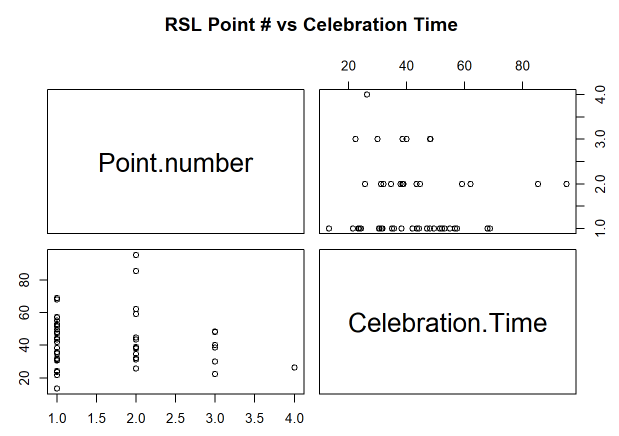 RSL Point # vs Celebration Time
20 40 60 80
Point.number
1.0 2.0 3.0 4.0
20 40 60 80
Celebration.Time
1.0 1.5 2.0 2.5 3.0 3.5 4.0